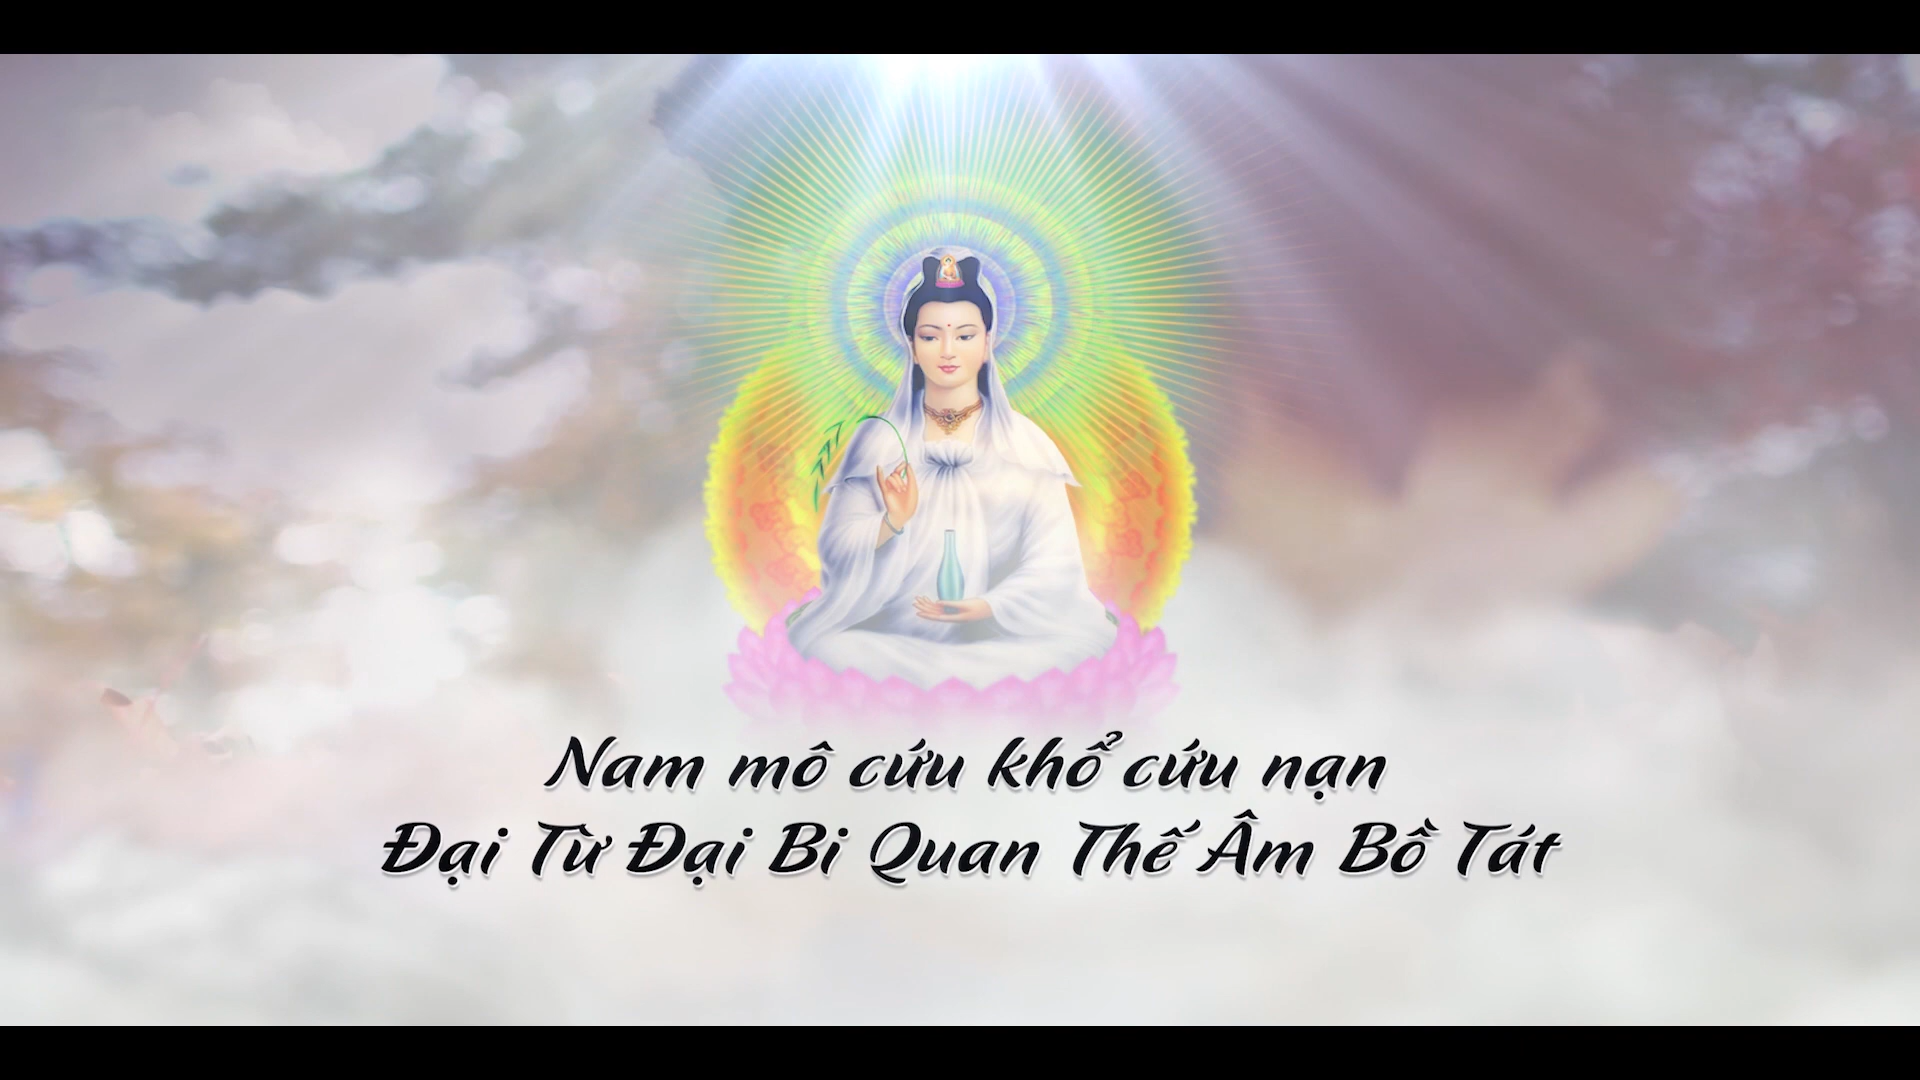 Nam mô cứu khổ cứu nạn
Đại Từ Đại Bi Quan Thế Âm Bồ Tát